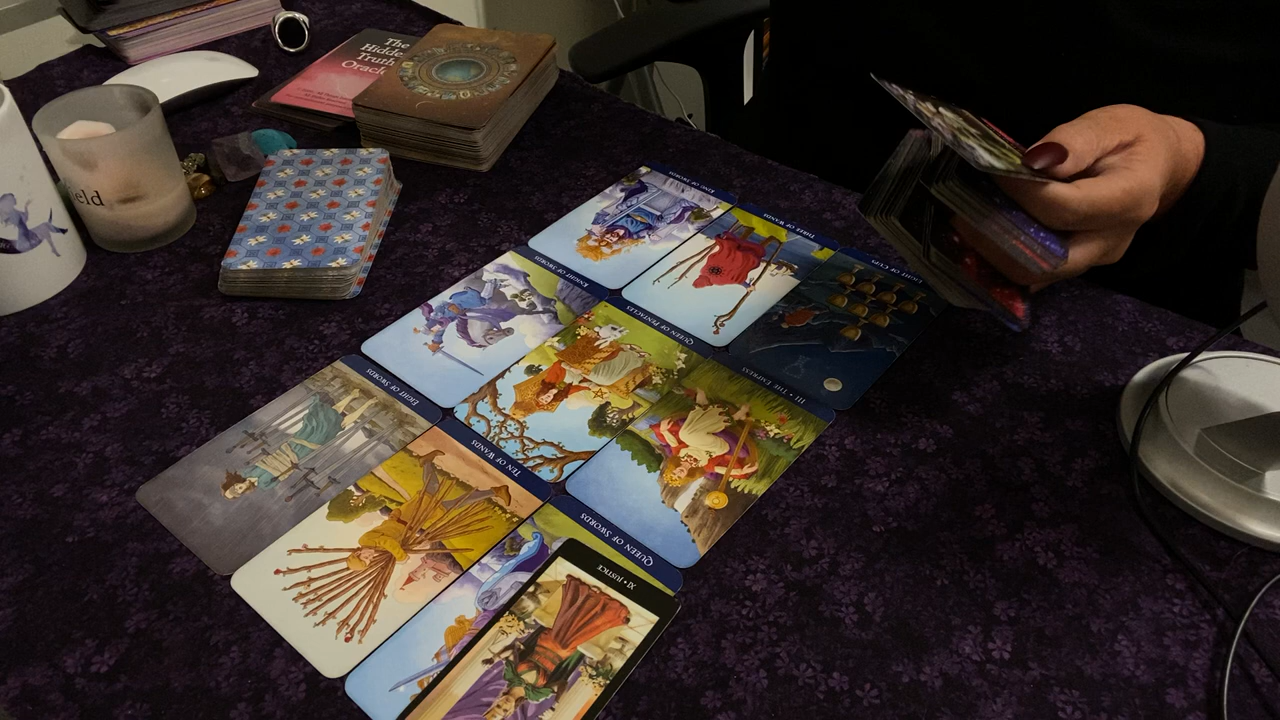 The
Hidden
Truth
Oracle
eld
KING OF SWORDS
THREE OF WANDS
EIGHT OF CUPS
KNIGHT OF SWORDS
QUEEN OF PENTACLES
III • THE EMPRESS
EIGHT OF SWORDS
TEN OF WANDS
QUEEN OF SWORDS
XI • JUSTICE